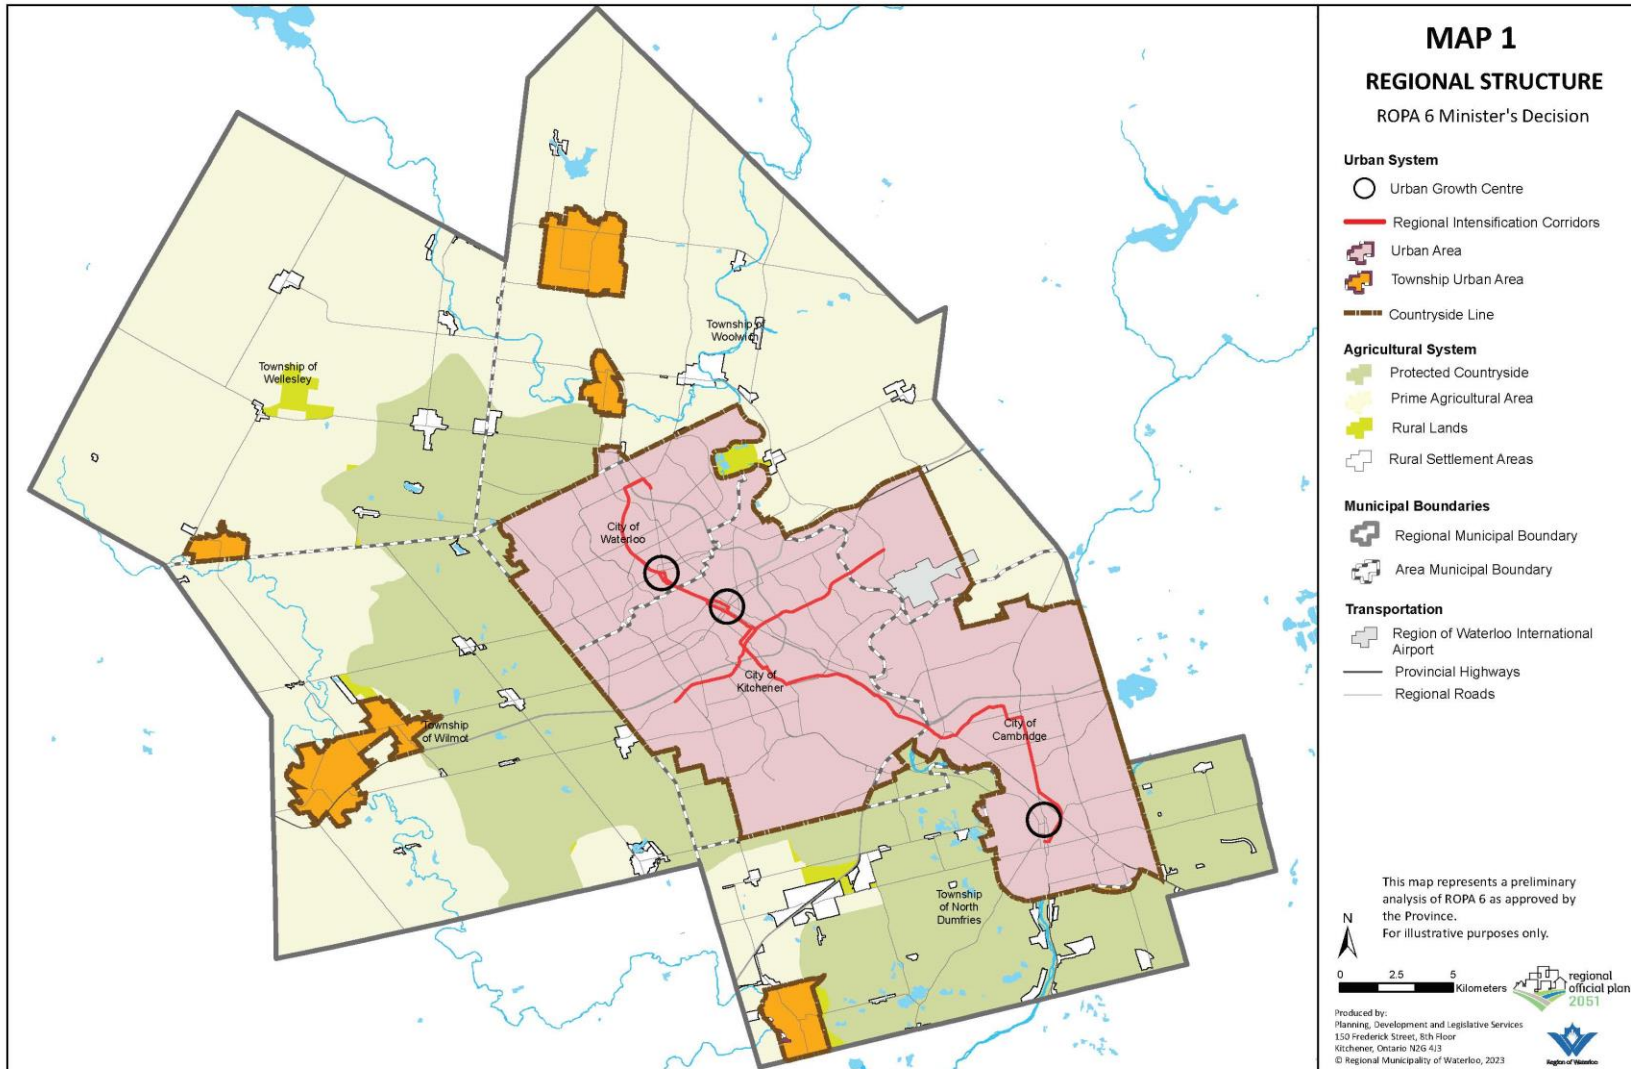 MAP 1
REGIONAL STRUCTURE
ROPA 6 Minister's Decision
Urban System
Urban Growth Centre
Regional Intensification Corridors
Urban Area
Township Urban Area
Countryside Line
Agricultural System
Protected Countryside
Prime Agricultural Area
Rural Lands
Rural Settlement Areas
Municipal Boundaries
Regional Municipal Boundary
Area Municipal Boundary
Transportation
Region of Waterloo International
Airport
Provincial Highways
Regional Roads
This map represents a preliminary
analysis of ROPA 6 as approved by
the Province.
For illustrative purposes only.
N
0 2.5 5
Kilometers
regional
official plan
2051
Produced by:
Planning, Development and Legislative Services
150 Frederick Street, 8th Floor
Kitchener, Ontario N2G 4J3
© Regional Municipality of Waterloo, 2023
Region of Waterloo
Township of
Woolwich
Township of
Wellesley
City of
Waterloo
City of
Kitchener
Township
of Wilmot
City of
Cambridge
Township
of North
Dumfries